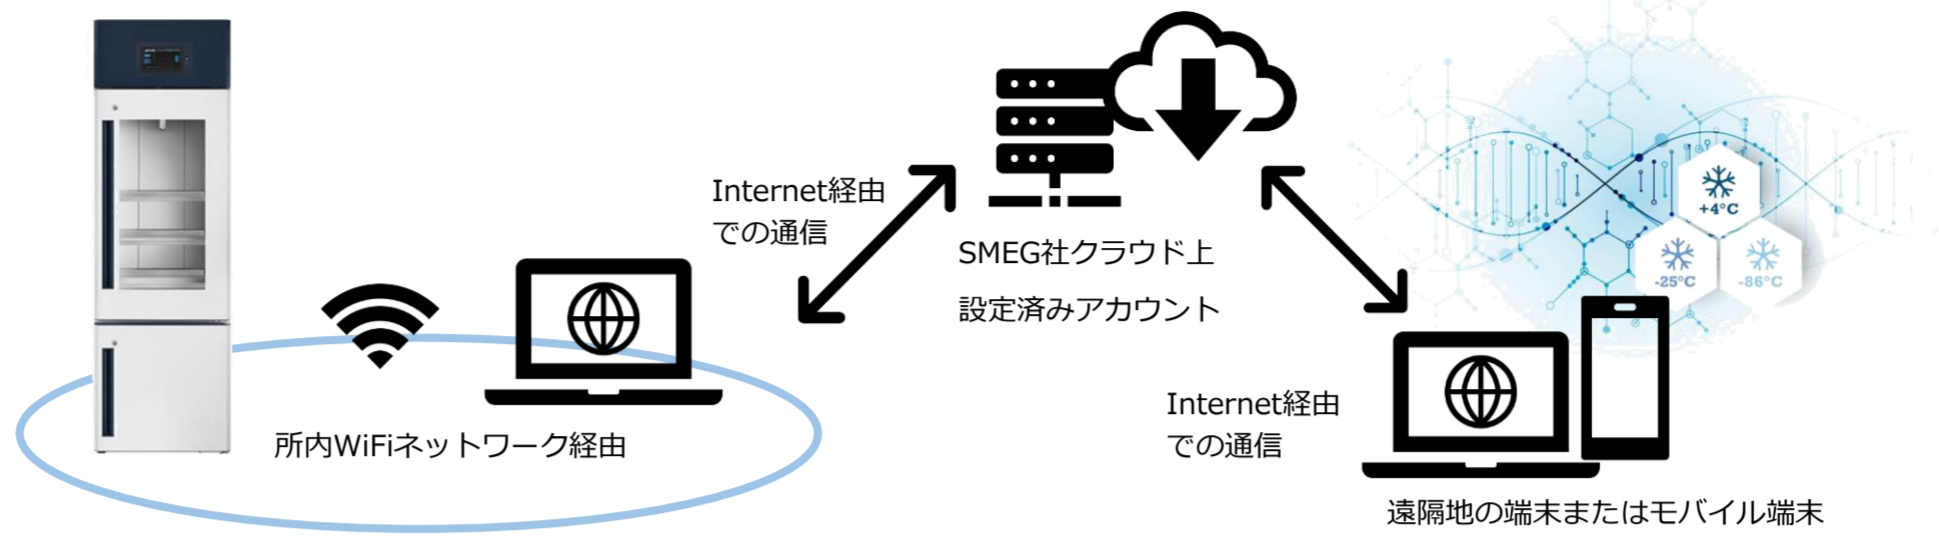 Internet経由
での通信
SMEG社クラウド上
設定済みアカウント
+4°C
-25°C
-86°C
所内WiFiネットワーク経由
Internet経由
での通信
遠隔地の端末またはモバイル端末